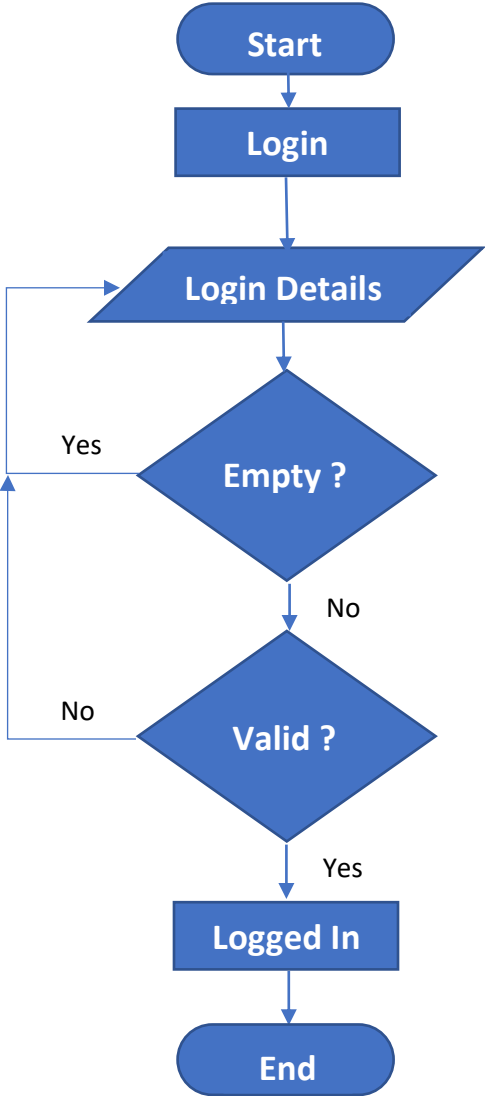 Start
Login
Login Details
Yes
Empty ?
No
No
Valid ?
Yes
Logged In
End